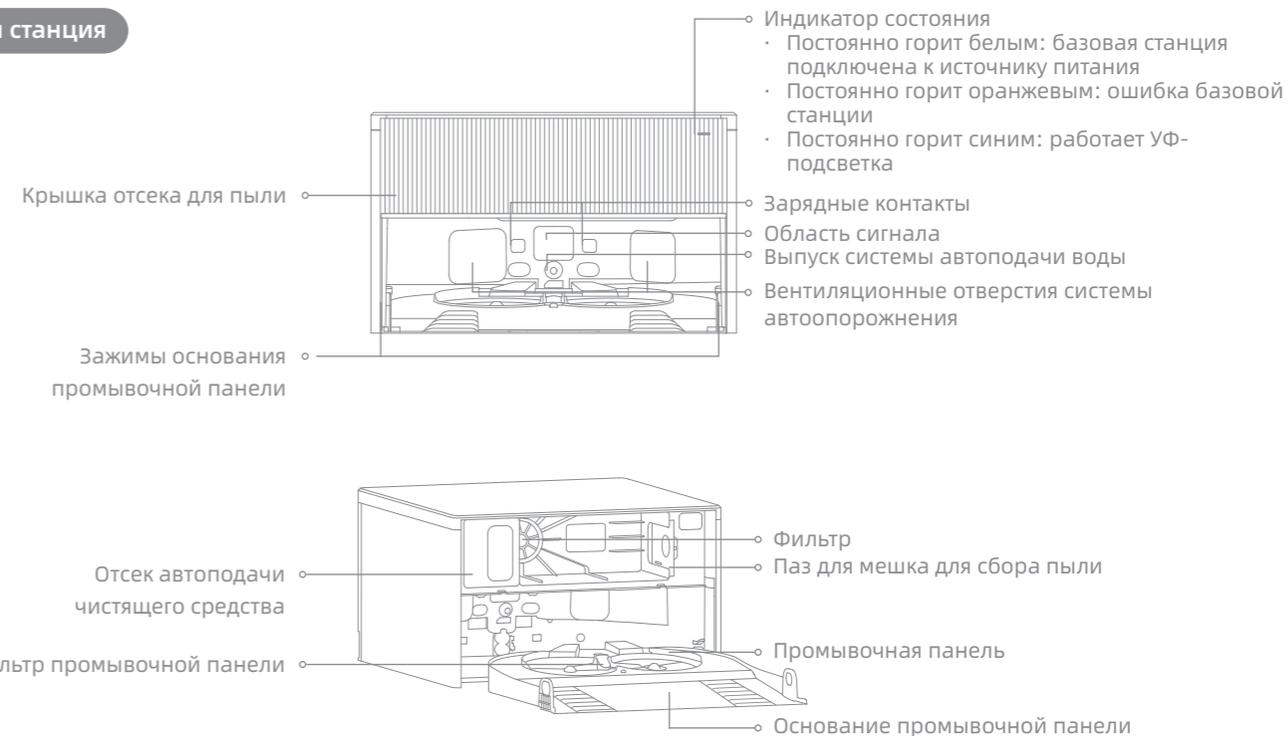 станция
Индикатор состояния
· Постоянно горит белым: базовая станция
подключена к источнику питания
· Постоянно горит оранжевым: ошибка базовой
станции
· Постоянно горит синим: работает УФ-
подсветка
Крышка отсека для пыли
Зарядные контакты
Область сигнала
Выпуск системы автоподачи воды
Вентиляционные отверстия системы
автоопорожнения
Зажимы основания
промывочной панели
Фильтр
Паз для мешка для сбора пыли
Отсек автоподачи
чистящего средства
льтр промывочной панели
Промывочная панель
Основание промывочной панели